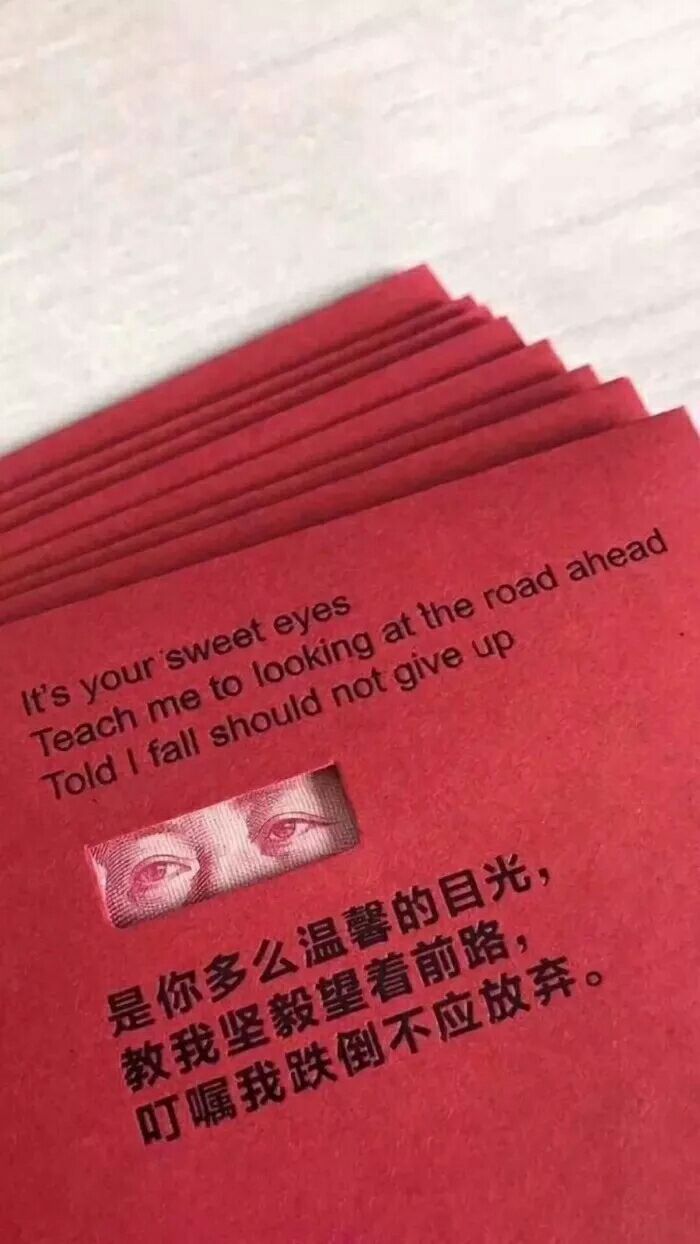 It's your sweet eyes
Teach me to looking at the road ahead
Told I fall should not give up
是你多么温馨的目光，
教我坚毅望着前路，
叮嘱我跌倒不应放弃。